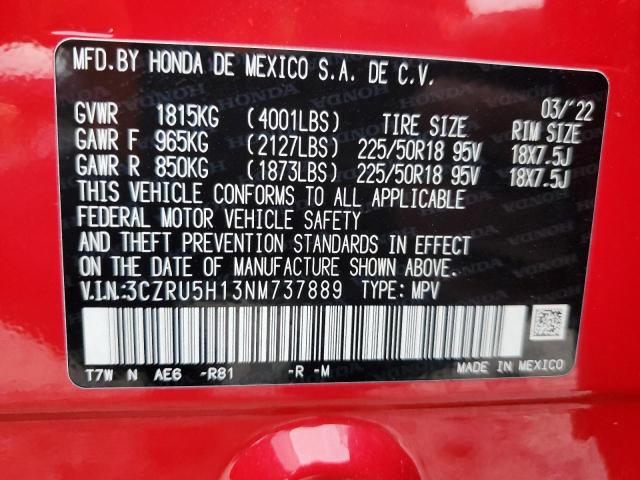 MFD.BY HONDA DE MEXICO S.A. DE C.V.
03/'22
GVWR 1815KG (4001LBS) TIRE SIZE RIM SIZE
GAWR F 965KG (2127LBS) 225/50R18 95V 18X7.5J
GAWR R 850KG (1873LBS) 225/50R18 95V 18X7.5J
THIS VEHICLE CONFORMS TO ALL APPLICABLE
FEDERAL MOTOR VEHICLE SAFETY
AND THEFT PREVENTION STANDARDS IN EFFECT
ON THE DATE OF MANUFACTURE SHOWN ABOVE.
V.I.N.:3CZRU5H13NM737889 TYPE: MPV
T7W N AE6 -R81 -R -M MADE IN MEXICO